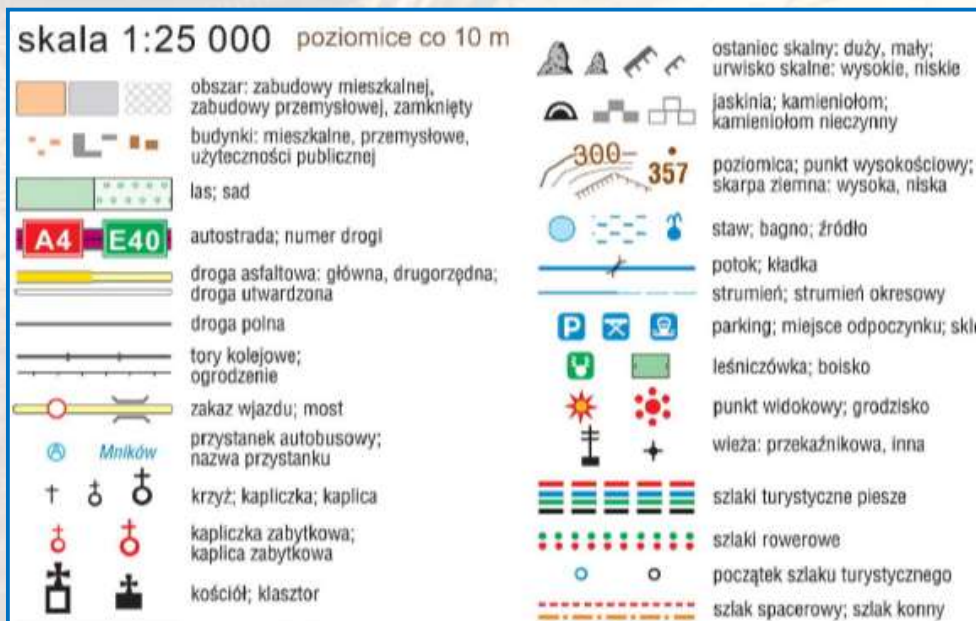 skala 1:25 000 poziomice co 10 m
obszar: zabudowy mieszkalnej,
zabudowy przemysłowej, zamknięty
budynki: mieszkalne, przemysłowe,
użyteczności publicznej
las; sad
A4 E40 autostrada; numer drogi
droga asfaltowa: główna, drugorzędna;
droga utwardzona
droga polna
tory kolejowe;
ogrodzenie
zakaz wjazdu; most
A Mników przystanek autobusowy;
nazwa przystanku
krzyż; kapliczka; kaplica
kapliczka zabytkowa;
kaplica zabytkowa
kościół; klasztor
ostaniec skalny: duży, mały;
urwisko skalne: wysokie, niskie
jaskinia; kamieniołom;
kamieniołom nieczynny
300 357 poziomica; punkt wysokościowy;
skarpa ziemna: wysoka, niska
staw; bagno; źródło
potok; kładka
strumień; strumień okresowy
P parking; miejsce odpoczynku;
leśniczówka; boisko
punkt widokowy; grodzisko
wieża: przekaźnikowa, inna
szlaki turystyczne piesze
szlaki rowerowe
początek szlaku turystycznego
szlak spacerowy; szlak konny